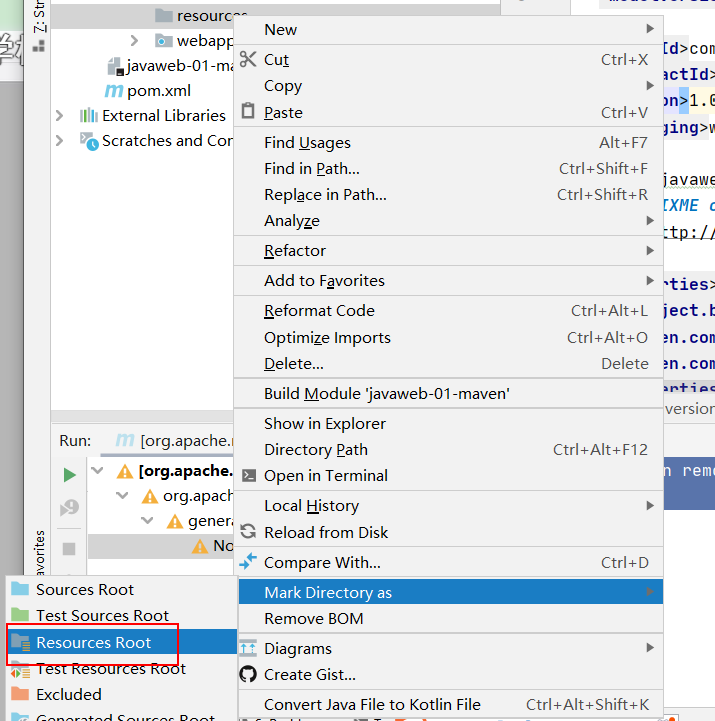 resources
webapp
javaweb-01-ma
pom.xml
External Libraries
Scratches and Con
7: Str
New
Cut Ctrl+X
Copy
Paste Ctrl+V
Find Usages Alt+F7
Find in Path... Ctrl+Shift+F
Replace in Path... Ctrl+Shift+R
Analyze
Refactor
Add to Favorites
Reformat Code Ctrl+Alt+L
Optimize Imports Ctrl+Alt+O
Delete... Delete
Build Module 'javaweb-01-maven'
Show in Explorer
Directory Path Ctrl+Alt+F12
Open in Terminal
Local History
Reload from Disk
Compare With... Ctrl+D
Mark Directory as
Remove BOM
Diagrams
Create Gist...
Convert Java File to Kotlin File Ctrl+Alt+Shift+K
Id>com
actId>
on>1.0
ging>w
javawe
IXME c
ttp://
rties>
ject.b
en.com
en.com
erties
version
n remo
Run: [org.apache.
[org.apache.
org.apach
genera
No
avorites
Sources Root
Test Sources Root
Resources Root
Test Resources Root
Excluded
Generated Sources Root